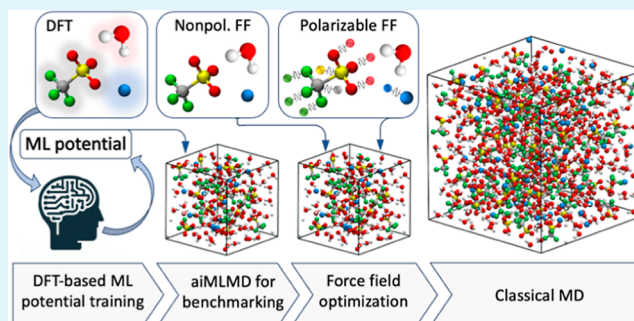 DFT
Nonpol. FF
Polarizable FF
ML potential
DFT-based ML
potential training
aiMLMD for
benchmarking
Force field
optimization
Classical MD